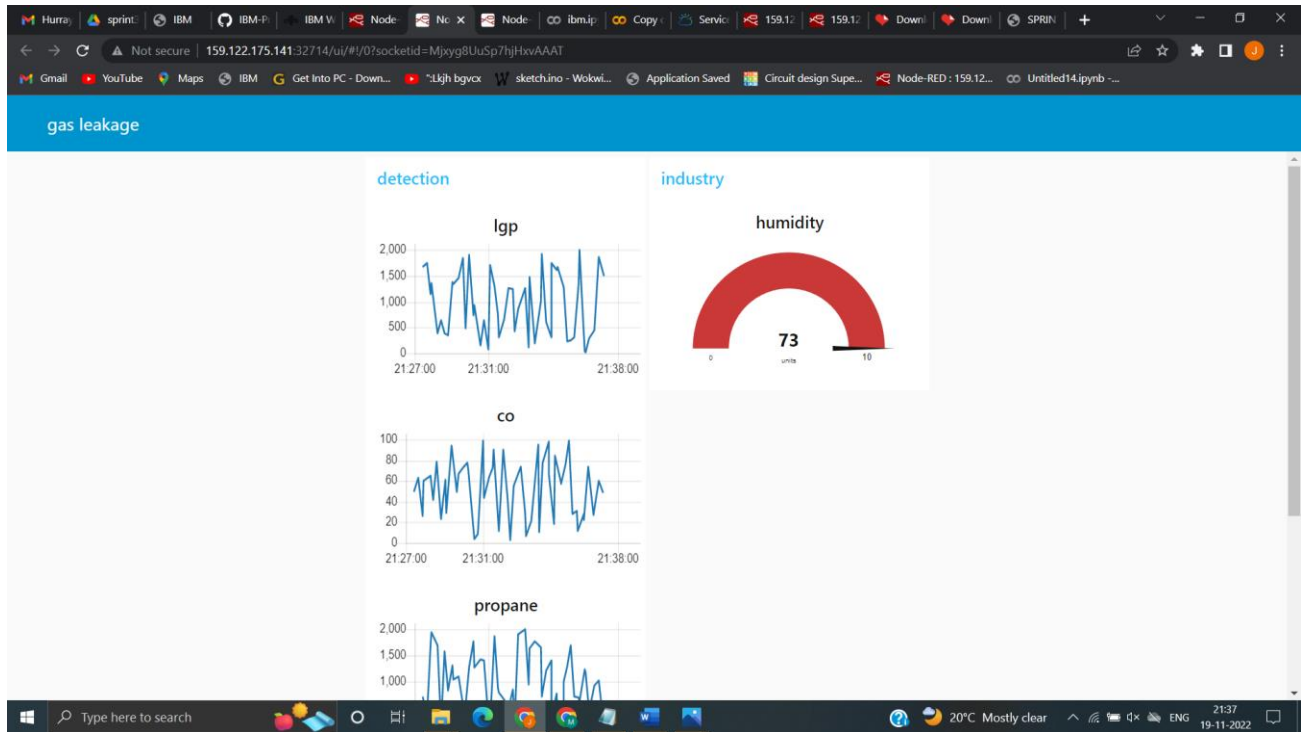 Hurray sprint: IBM IBM-P IBM W Node- No Node- ibm.ip Copy Service 159.12 159.12 Downl Downl SPRIN
Not secure 159.122.175.141:32714/ui/#!/0?socketid=Mjxyg8UuSp7hjHxvAAAT
Gmail YouTube Maps IBM Get Into PC - Down... ":Lkjh bgvcx sketch.ino - Wokwi... Application Saved Circuit design Supe... Node-RED : 159.12... Untitled14.ipynb -...
gas leakage
detection
lgp
2,000
1,500
1,000
500
0
21:27:00 21:31:00 21:38:00
co
100
80
60
40
20
0
21:27:00 21:31:00 21:38:00
propane
2,000
1,500
1,000
industry
humidity
73
0 units 10
Type here to search
20°C Mostly clear
ENG
21:37
19-11-2022